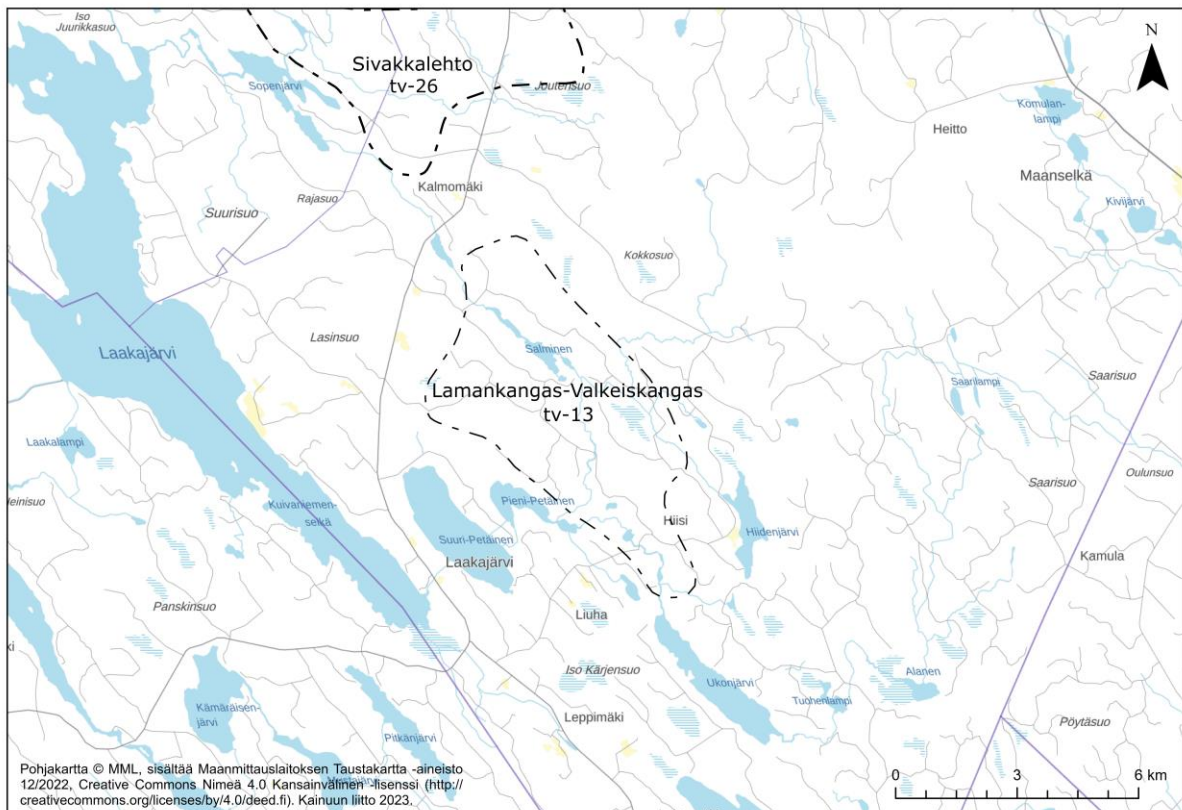 Iso
Juurikkasuo
Sivakkalehto
tv-26
N
Sopenjärvi
Joutensuo
Komulan-
lampi
Heitto
Maanselkä
Kalmomäki
Rajasuo
Suurisuo
Kivijärvi
Kokkosuo
Lasinsuo
Laakajärvi
Salminen
Saarisuo
Saarilampi
Lamankangas-Valkeiskangas
tv-13
Laakalampi
Oulunsuo
Saarisuo
Pieni-Petäinen
Kuivaniemen-
selkä
Hiisi
Hiidenjärvi
Suuri-Petäinen
Laakajärvi
Kamula
Panskinsuo
Liuha
Iso Kärjensuo
Alanen
Ukonjärvi
Tuohenlampi
Kämäräisen-
järvi
Leppimäki
Pöytäsuo
Pitkänjärvi
Pohjakartta © MML, sisältää Maanmittauslaitoksen Taustakartta -aineisto
12/2022, Creative Commons Nimeä 4.0 Kansainvälinen -lisenssi (http://
creativecommons.org/licenses/by/4.0/deed.fi). Kainuun liitto 2023.
0 3 6 km